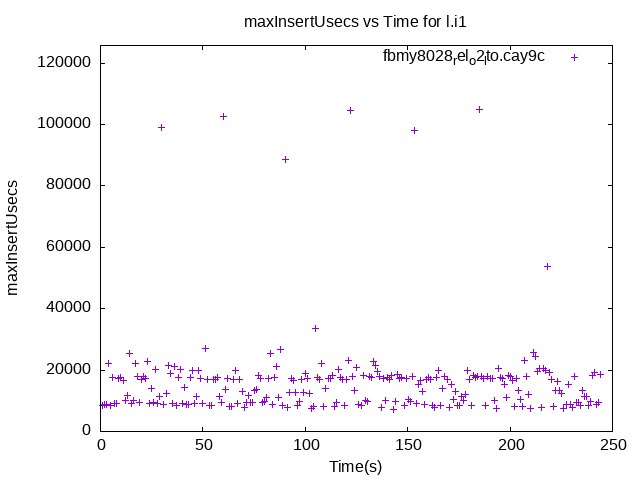 maxInsertUsecs vs Time for l.i1
fbmy8028relo2lto.cay9c
120000
100000
80000
60000
40000
20000
0
maxInsertUsecs
0 50 100 150 200 250
Time(s)